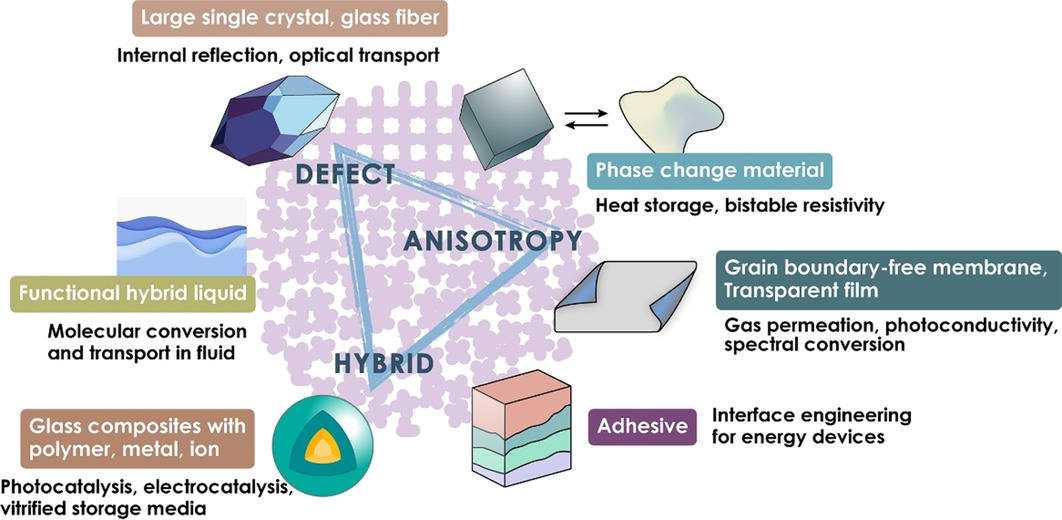 Large single crystal, glass fiber
Internal reflection, optical transport
DEFECT
Phase change material
Heat storage, bistable resistivity
ANISOTROPY
Grain boundary-free membrane,
Transparent film
Gas permeation, photoconductivity,
spectral conversion
Functional hybrid liquid
Molecular conversion
and transport in fluid
HYBRID
Glass composites with
polymer, metal, ion
Photocatalysis, electrocatalysis,
vitrified storage media
Adhesive
Interface engineering
for energy devices